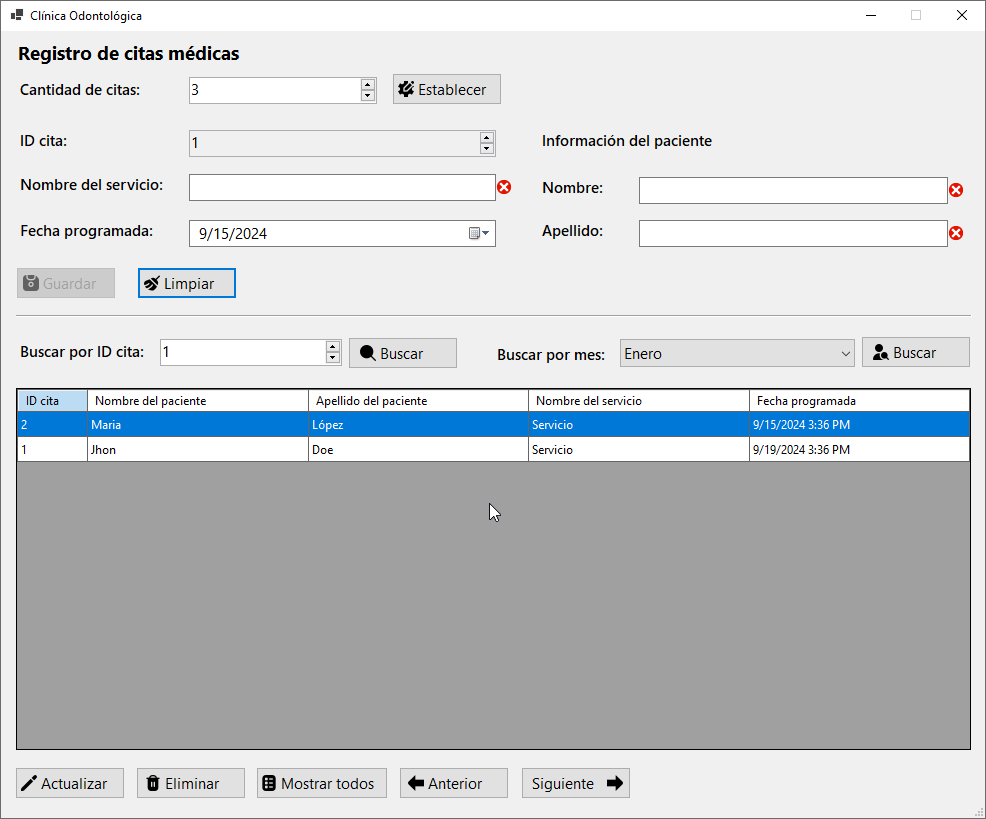 Clínica Odontológica
Registro de citas médicas
Cantidad de citas: 3 Establecer
ID cita: 1 Información del paciente
Nombre del servicio: Nombre:
Fecha programada: 9/15/2024 Apellido:
Guardar Limpiar
Buscar por ID cita: 1 Buscar Buscar por mes: Enero Buscar
ID cita Nombre del paciente Apellido del paciente Nombre del servicio Fecha programada
2 Maria López Servicio 9/15/2024 3:36 PM
1 Jhon Doe Servicio 9/19/2024 3:36 PM
Actualizar Eliminar Mostrar todos Anterior Siguiente